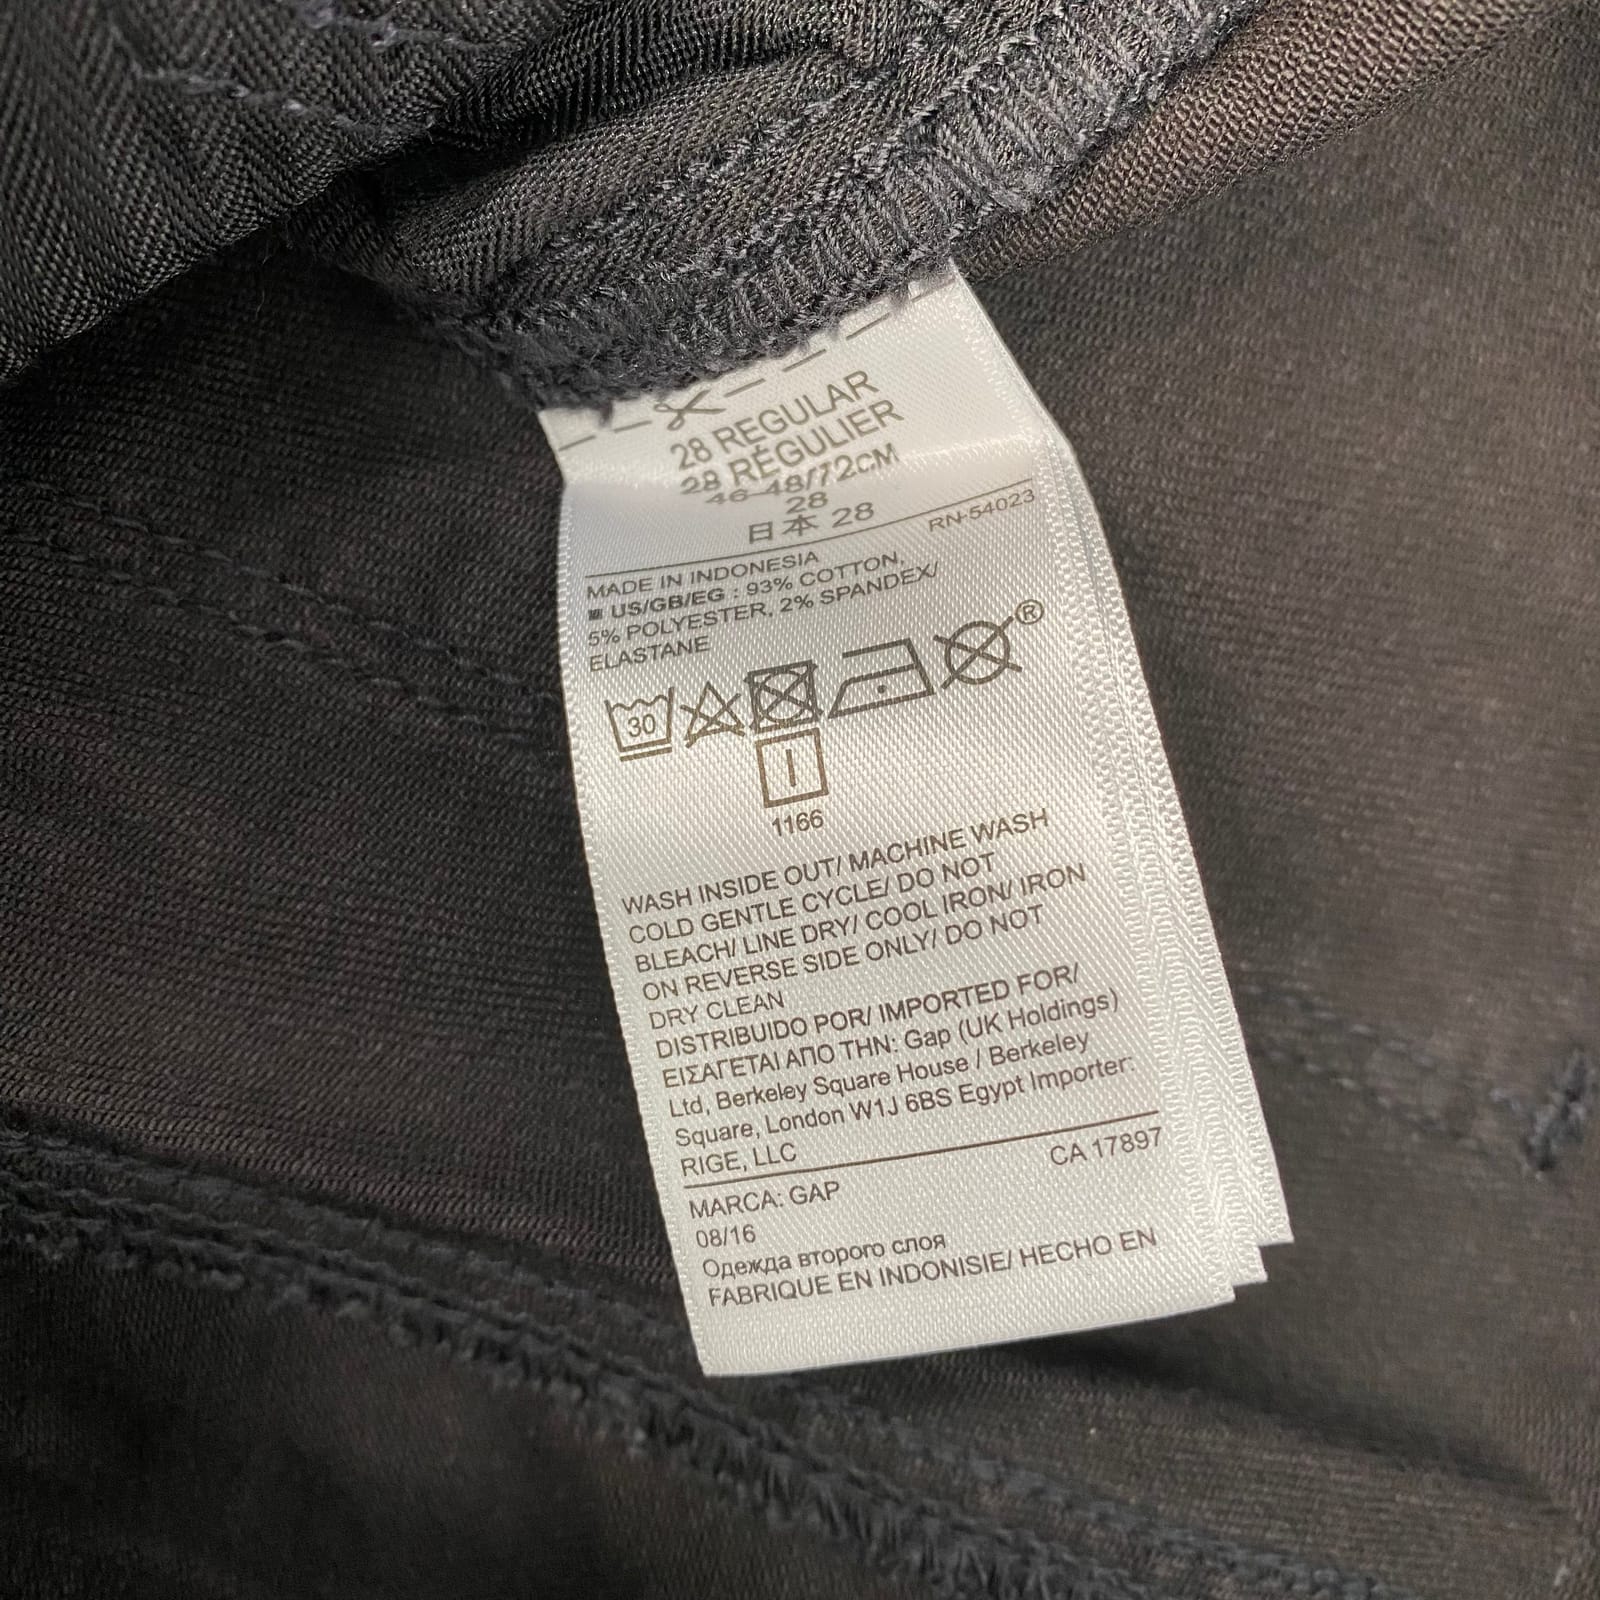 28 REGULAR
28 RÉGULIER
46-48/72CM
28
日本 28
RN-54023
MADE IN INDONESIA
US/GB/EG : 93% COTTON,
5% POLYESTER, 2% SPANDEX/
ELASTANE
30
®
1166
WASH INSIDE OUT/ MACHINE WASH
COLD GENTLE CYCLE/ DO NOT
BLEACH/ LINE DRY/ COOL IRON/ IRON
ON REVERSE SIDE ONLY/ DO NOT
DRY CLEAN
DISTRIBUIDO POR/ IMPORTED FOR/
ΕΙΣΑΓΕΤΑΙ ΑΠΟ ΤΗΝ: Gap (UK Holdings)
Ltd, Berkeley Square House / Berkeley
Square, London W1J 6BS Egypt Importer:
RIGE, LLC
CA 17897
MARCA: GAP
08/16
Одежда второго слоя
FABRIQUE EN INDONISIE/ HECHO EN